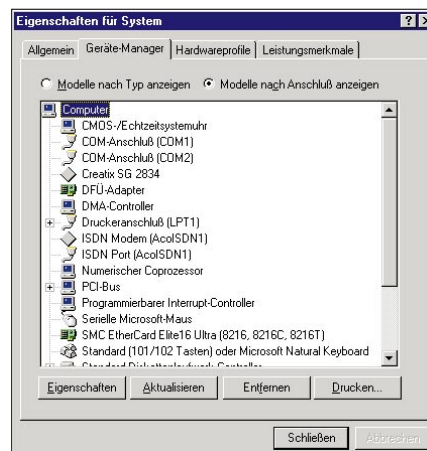 Eigenschaften für System
Allgemein Geräte-Manager Hardwareprofile Leistungsmerkmale
Modelle nach Typ anzeigen Modelle nach Anschluß anzeigen
Computer
CMOS-/Echtzeitsystemuhr
COM-Anschluß (COM1)
COM-Anschluß (COM2)
Creatix SG 2834
DFÜ-Adapter
DMA-Controller
Druckeranschluß (LPT1)
ISDN Modem (AcoISDN1)
ISDN Port (AcoISDN1)
Numerischer Coprozessor
PCI-Bus
Programmierbarer Interrupt-Controller
Serielle Microsoft-Maus
SMC EtherCard Elite16 Ultra (8216, 8216C, 8216T)
Standard (101/102 Tasten) oder Microsoft Natural Keyboard
Standard Diskettenlaufwerk-Controller
Eigenschaften Aktualisieren Entfernen Drucken...
Schließen Abbrechen